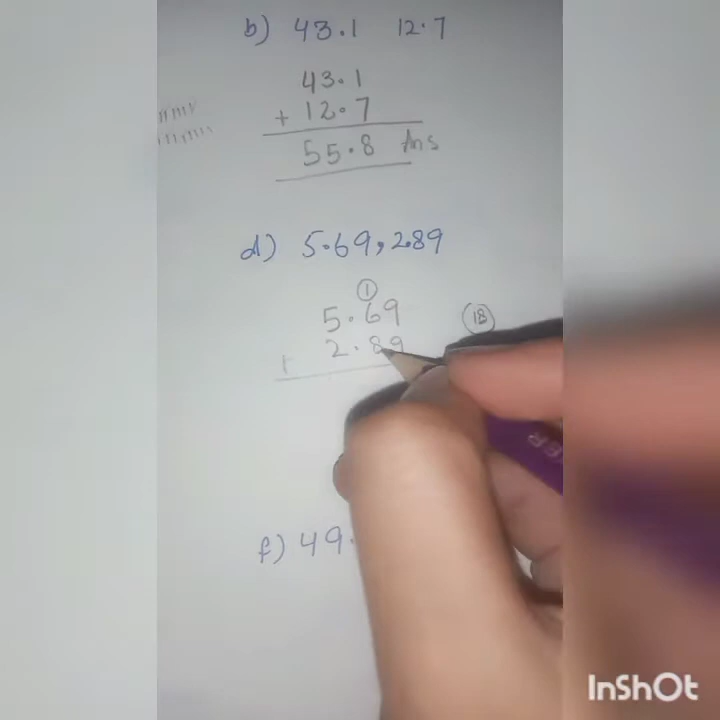 b) 43.1 12.7
43.1
+ 12.7
55.8 Ans
d) 5.69, 2.89
1
5.69
18
+ 2.89
f) 49.
InShOt